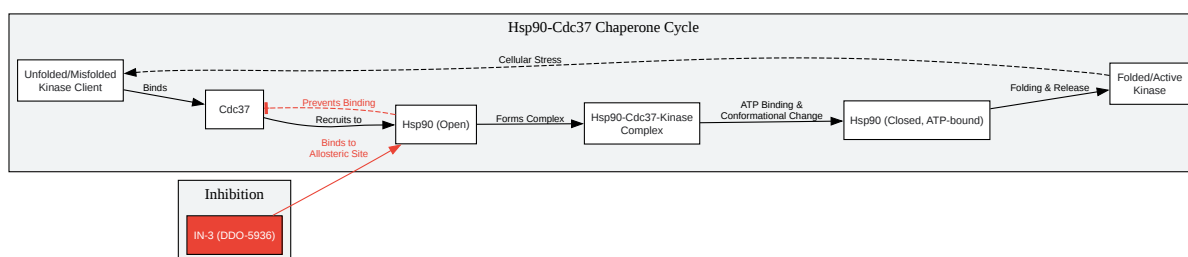 Hsp90-Cdc37 Chaperone Cycle
Cellular Stress
Unfolded/Misfolded
Kinase Client
Binds
Cdc37
Prevents Binding
Recruits to
Binds to
Allosteric Site
Hsp90 (Open)
Forms Complex
Hsp90-Cdc37-Kinase
Complex
ATP Binding &
Conformational Change
Hsp90 (Closed, ATP-bound)
Folding & Release
Folded/Active
Kinase
Inhibition
IN-3 (DDO-5936)